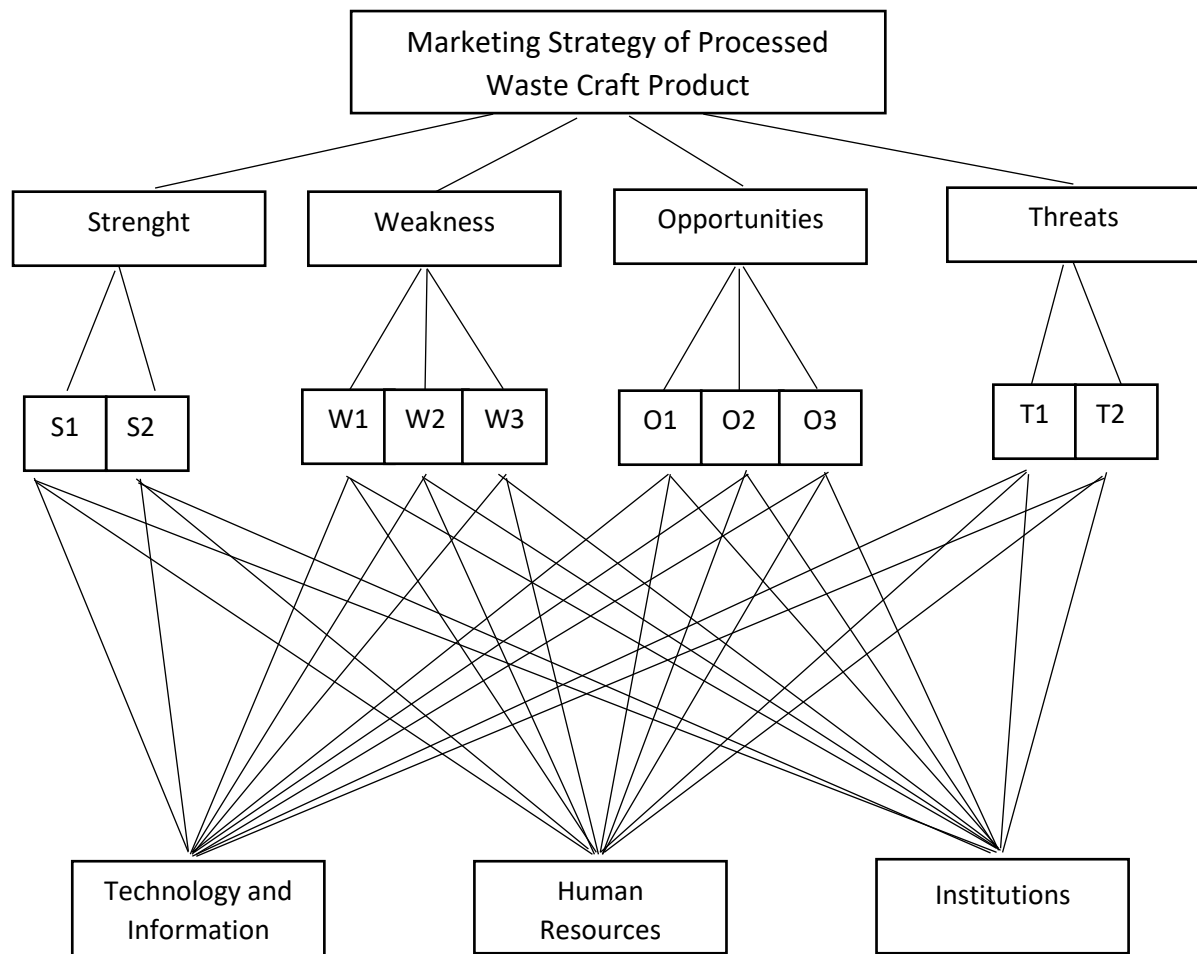 Marketing Strategy of Processed
Waste Craft Product
Strenght
Weakness
Opportunities
Threats
S1
S2
W1
W2
W3
O1
O2
O3
T1
T2
Technology and
Information
Human
Resources
Institutions